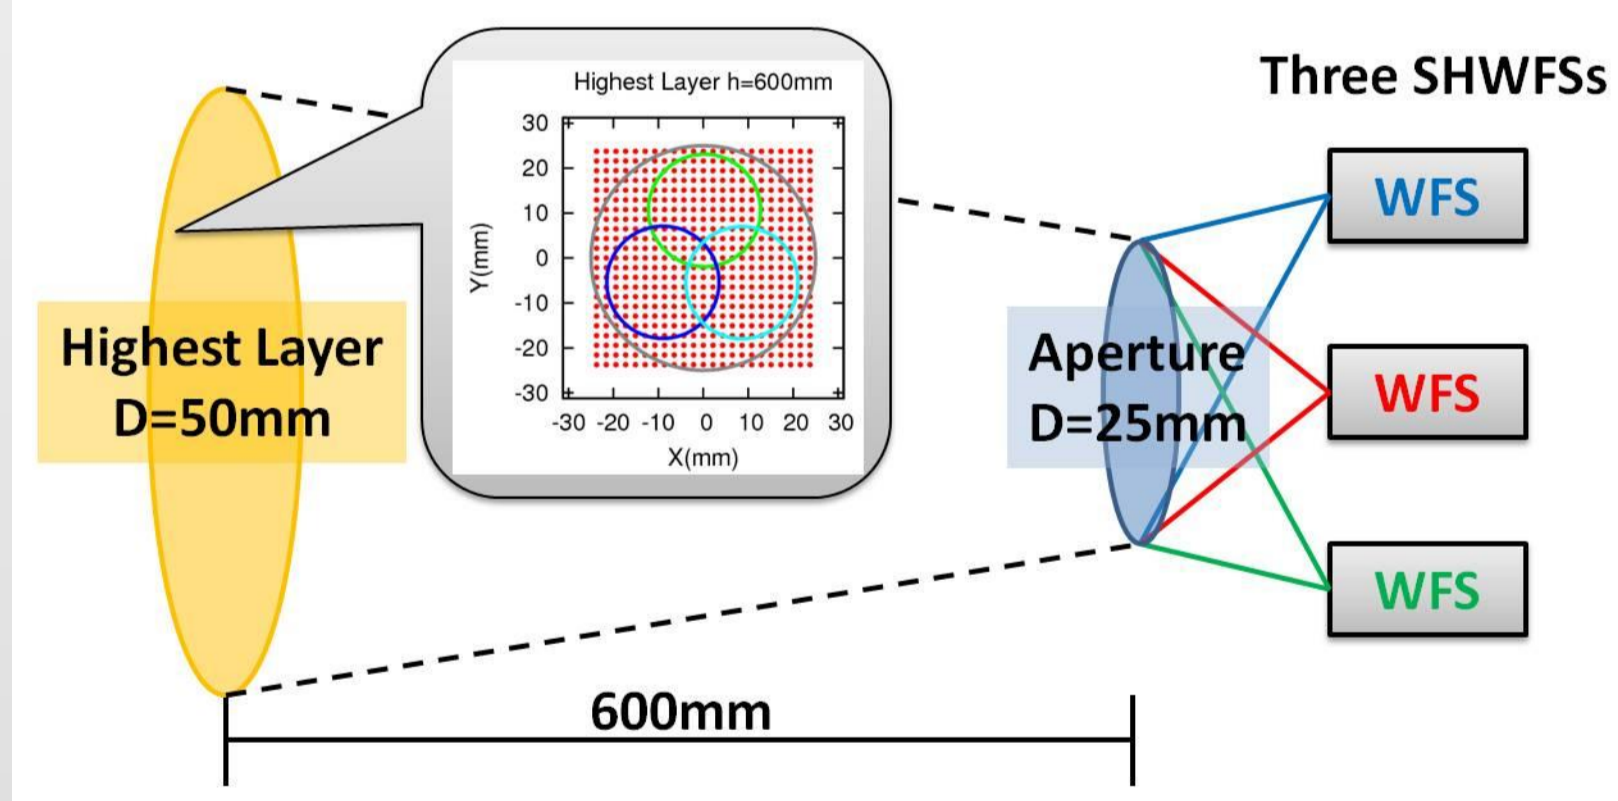 Three SHWFSs
Highest Layer h=600mm
30
20
10
0
-10
-20
-30
Y(mm)
-30 -20 -10 0 10 20 30
X(mm)
WFS
WFS
WFS
Highest Layer
D=50mm
Aperture
D=25mm
600mm